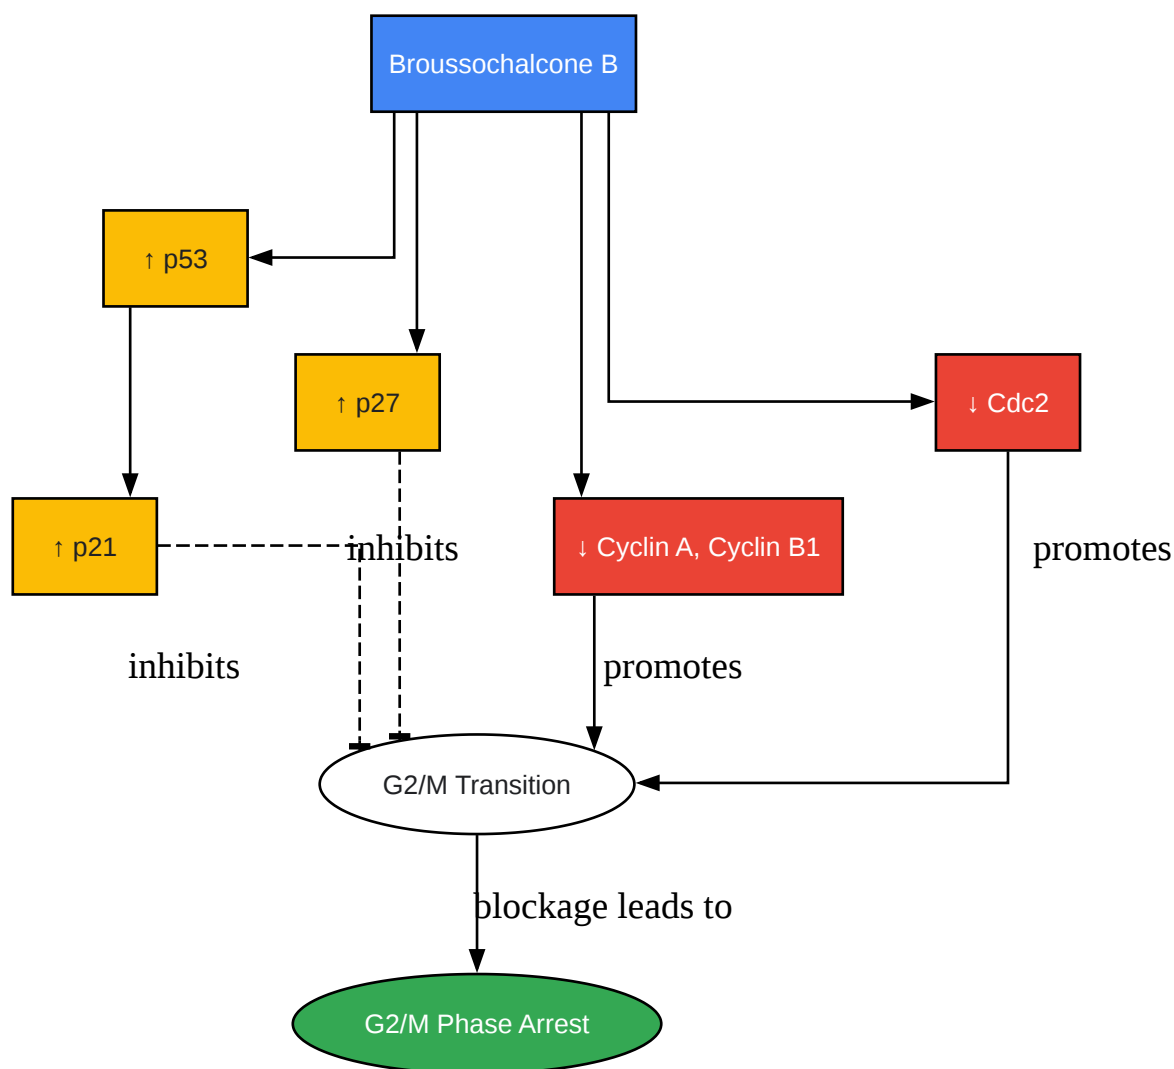 Broussochalcone B
↑ p53
↑ p27
↓ Cdc2
↑ p21
inhibits
↓ Cyclin A, Cyclin B1
promotes
inhibits
promotes
G2/M Transition
blockage leads to
G2/M Phase Arrest